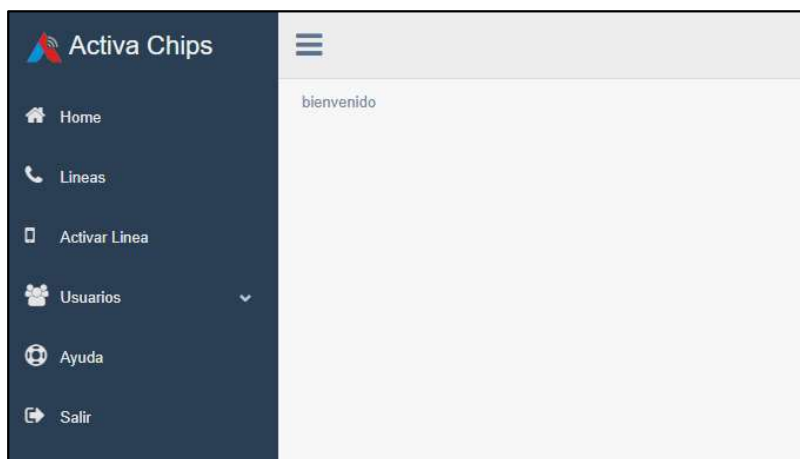 Activa Chips
bienvenido
Home
Lineas
Activar Linea
Usuarios
Ayuda
Salir